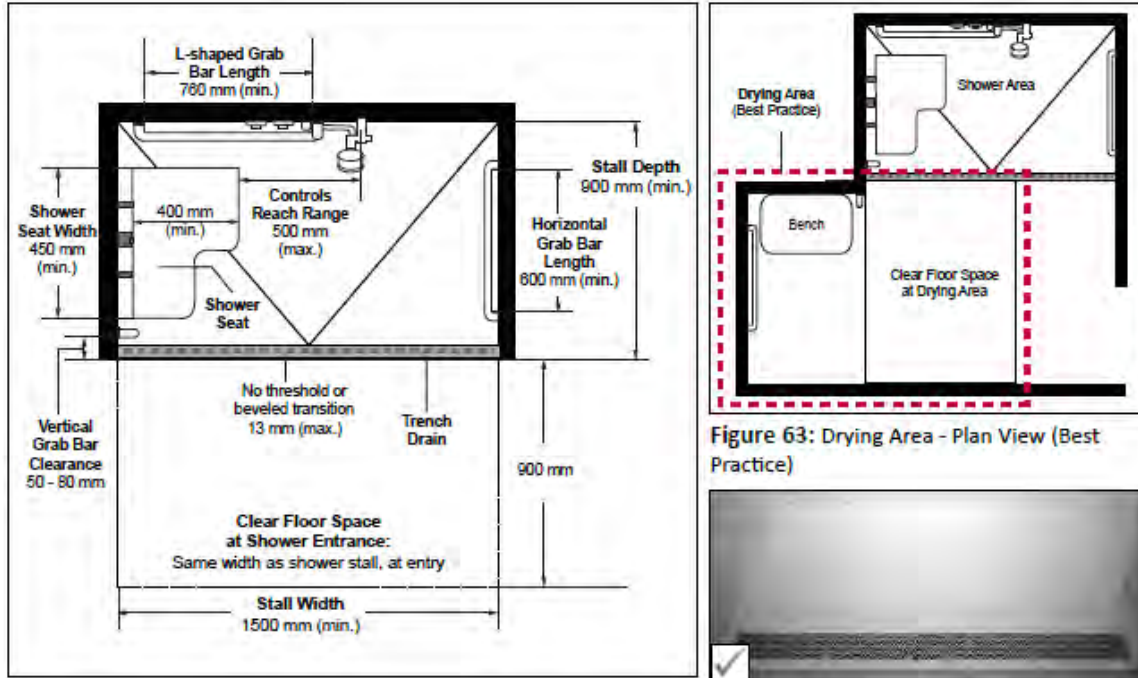 L-shaped Grab
Bar Length
760 mm (min.)
Stall Depth
900 mm (min.)
Shower
Seat Width
450 mm
(min.)
400 mm
(min.)
Controls
Reach Range
500 mm
(max.)
Horizontal
Grab Bar
Length
600 mm (min.)
Shower
Seat
No threshold or
beveled transition
13 mm (max.)
Trench
Drain
Vertical
Grab Bar
Clearance
50 - 80 mm
900 mm
Clear Floor Space
at Shower Entrance:
Same width as shower stall, at entry
Stall Width
1500 mm (min.)
Drying Area
(Best Practice)
Shower Area
Bench
Clear Floor Space
at Drying Area
Figure 63: Drying Area - Plan View (Best
Practice)